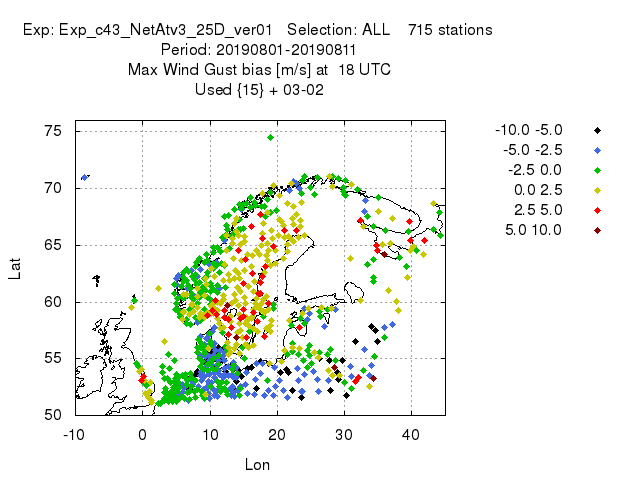 Exp: Exp_c43_NetAtv3_25D_ver01 Selection: ALL 715 stations
Period: 20190801-20190811
Max Wind Gust bias [m/s] at 18 UTC
Used {15} + 03-02
-10.0 -5.0
-5.0 -2.5
-2.5 0.0
0.0 2.5
2.5 5.0
5.0 10.0
75
70
65
60
55
50
Lat
-10 0 10 20 30 40
Lon